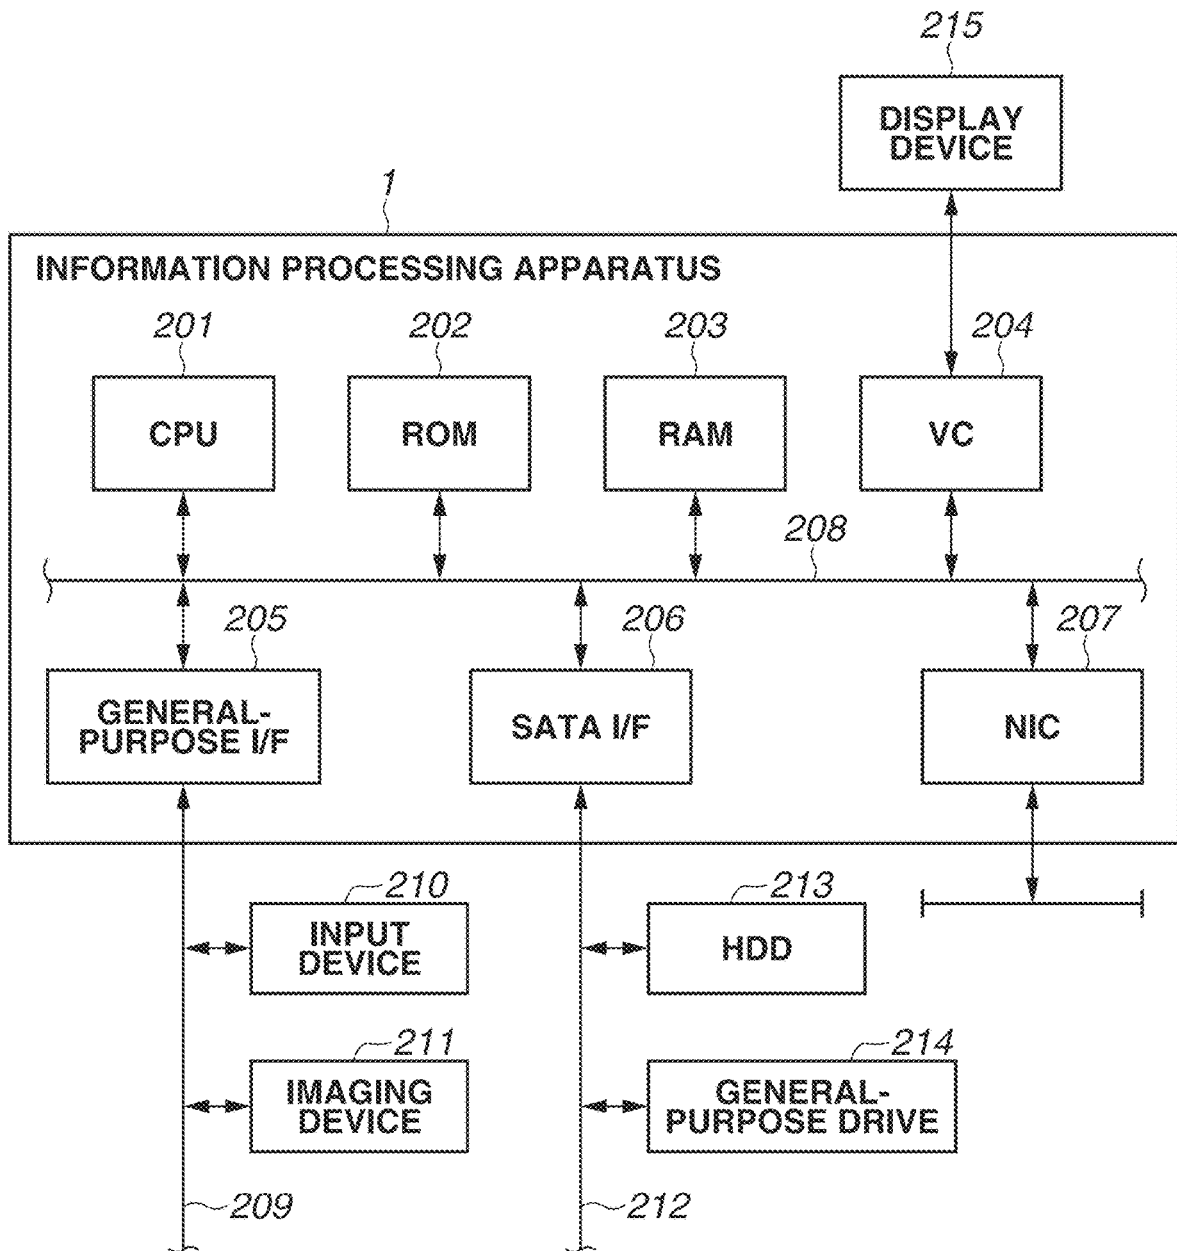 215
DISPLAY
DEVICE
1
INFORMATION PROCESSING APPARATUS
201
202
203
204
CPU
ROM
RAM
VC
208
205
206
207
GENERAL-
PURPOSE I/F
SATA I/F
NIC
210
213
INPUT
DEVICE
HDD
211
214
IMAGING
DEVICE
GENERAL-
PURPOSE DRIVE
209
212